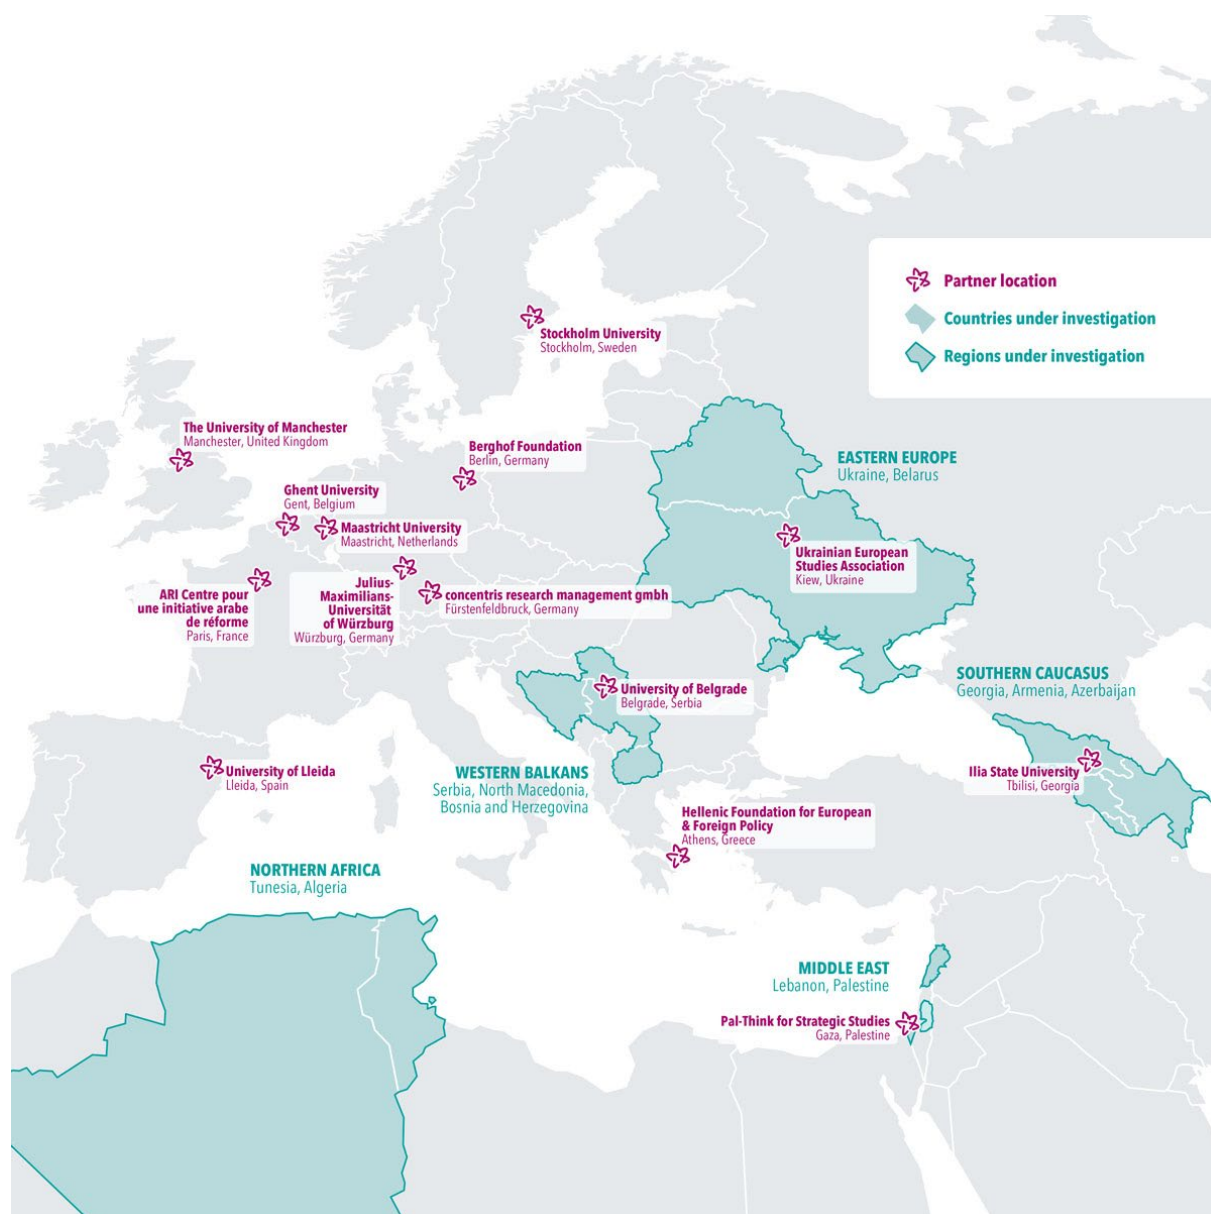 Partner location
Countries under investigation
Regions under investigation
Stockholm University
Stockholm, Sweden
The University of Manchester
Manchester, United Kingdom
Berghof Foundation
Berlin, Germany
EASTERN EUROPE
Ukraine, Belarus
Ghent University
Gent, Belgium
Maastricht University
Maastricht, Netherlands
Ukrainian European
Studies Association
Kiew, Ukraine
ARI Centre pour
une initiative arabe
de réforme
Paris, France
Julius-
Maximilians-
Universität
of Würzburg
Würzburg, Germany
concentris research management gmbh
Fürstenfeldbruck, Germany
SOUTHERN CAUCASUS
Georgia, Armenia, Azerbaijan
University of Belgrade
Belgrade, Serbia
University of Lleida
Lleida, Spain
WESTERN BALKANS
Serbia, North Macedonia,
Bosnia and Herzegovina
Ilia State University
Tbilisi, Georgia
Hellenic Foundation for European
& Foreign Policy
Athens, Greece
NORTHERN AFRICA
Tunesia, Algeria
MIDDLE EAST
Lebanon, Palestine
Pal-Think for Strategic Studies
Gaza, Palestine